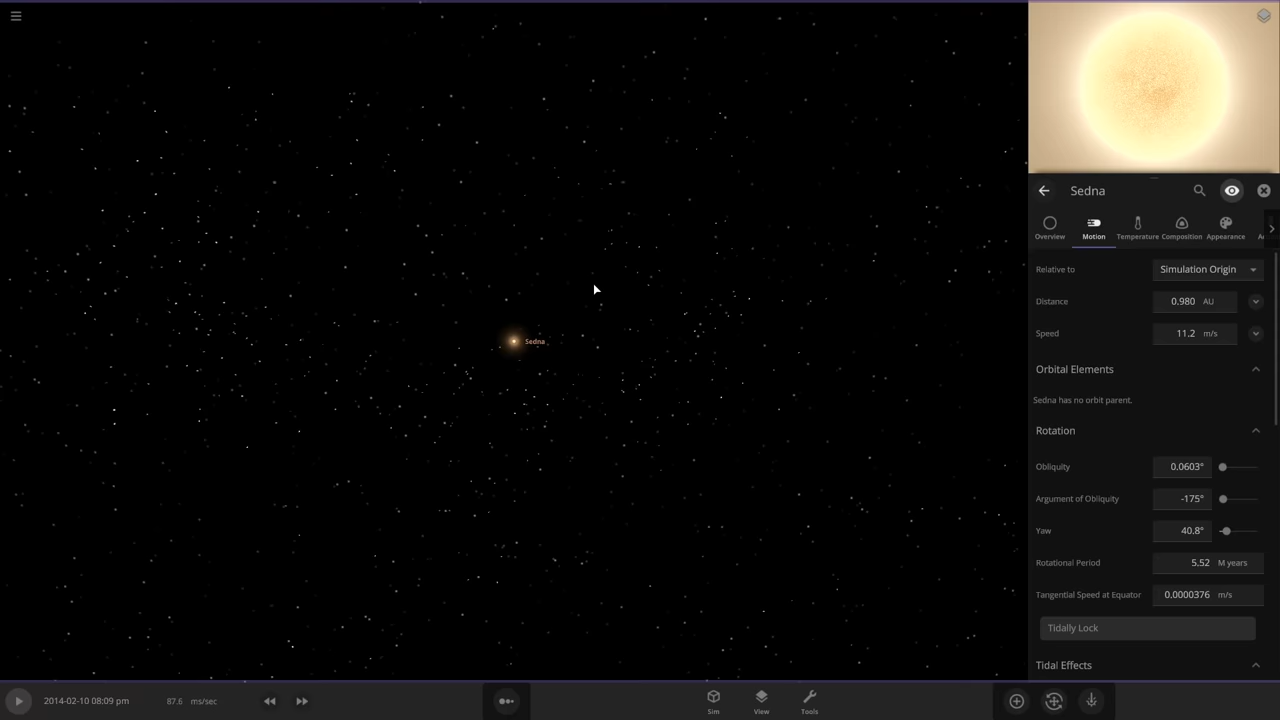 Sedna
Overview
Motion
Temperature
Composition
Appearance
Relative to
Simulation Origin
Distance
0.980 AU
Speed
11.2 m/s
Orbital Elements
Sedna has no orbit parent.
Rotation
Obliquity
0.0603°
Argument of Obliquity
-175°
Yaw
40.8°
Rotational Period
5.52 M years
Tangential Speed at Equator
0.0000376 m/s
Tidally Lock
Tidal Effects
Sedna
2014-02-10 08:09 pm
87.6 ms/sec
Sim
View
Tools